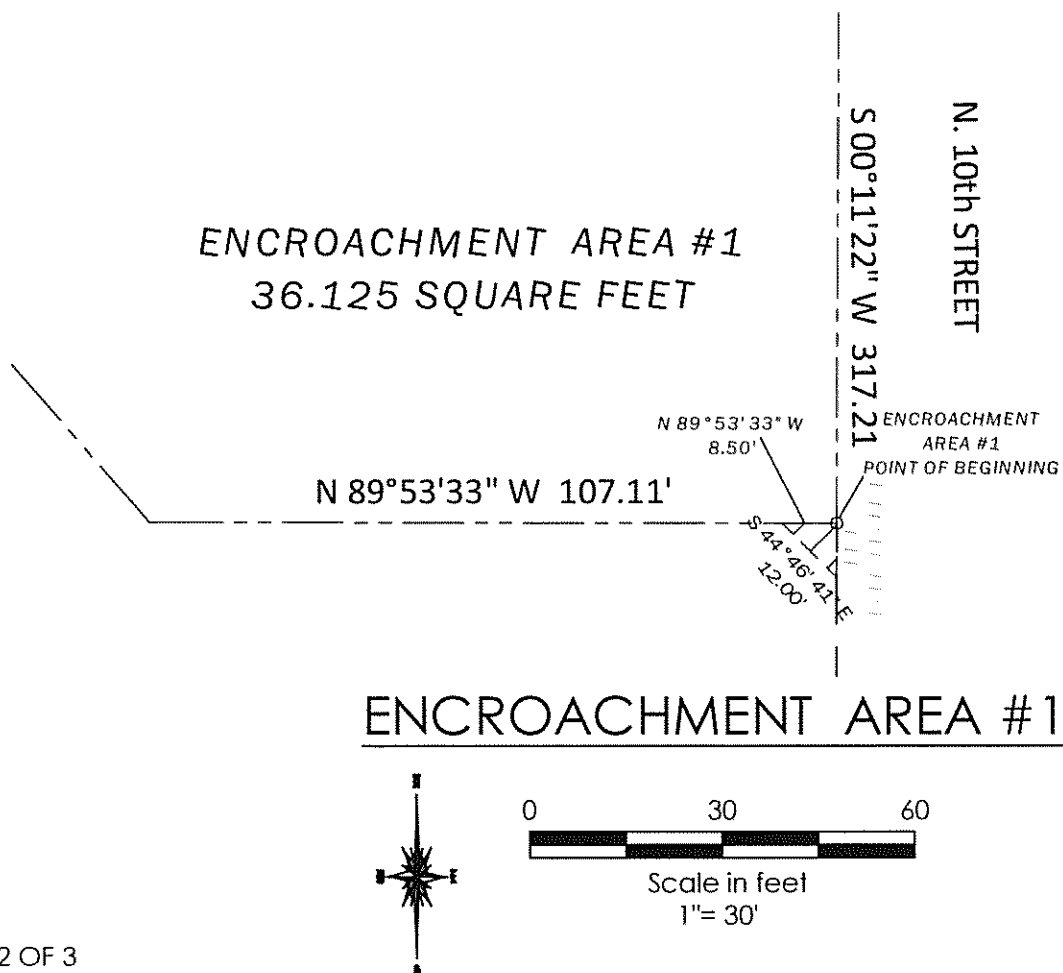 N. 10th STREET
S 00°11'22" W 317.21
ENCROACHMENT AREA #1
36.125 SQUARE FEET
N 89°53'33" W
8.50'
ENCROACHMENT
AREA #1
POINT OF BEGINNING
N 89°53'33" W 107.11'
S 44°46'41" E
12.00'
ENCROACHMENT AREA #1
0 30 60
Scale in feet
1"= 30'
2 OF 3